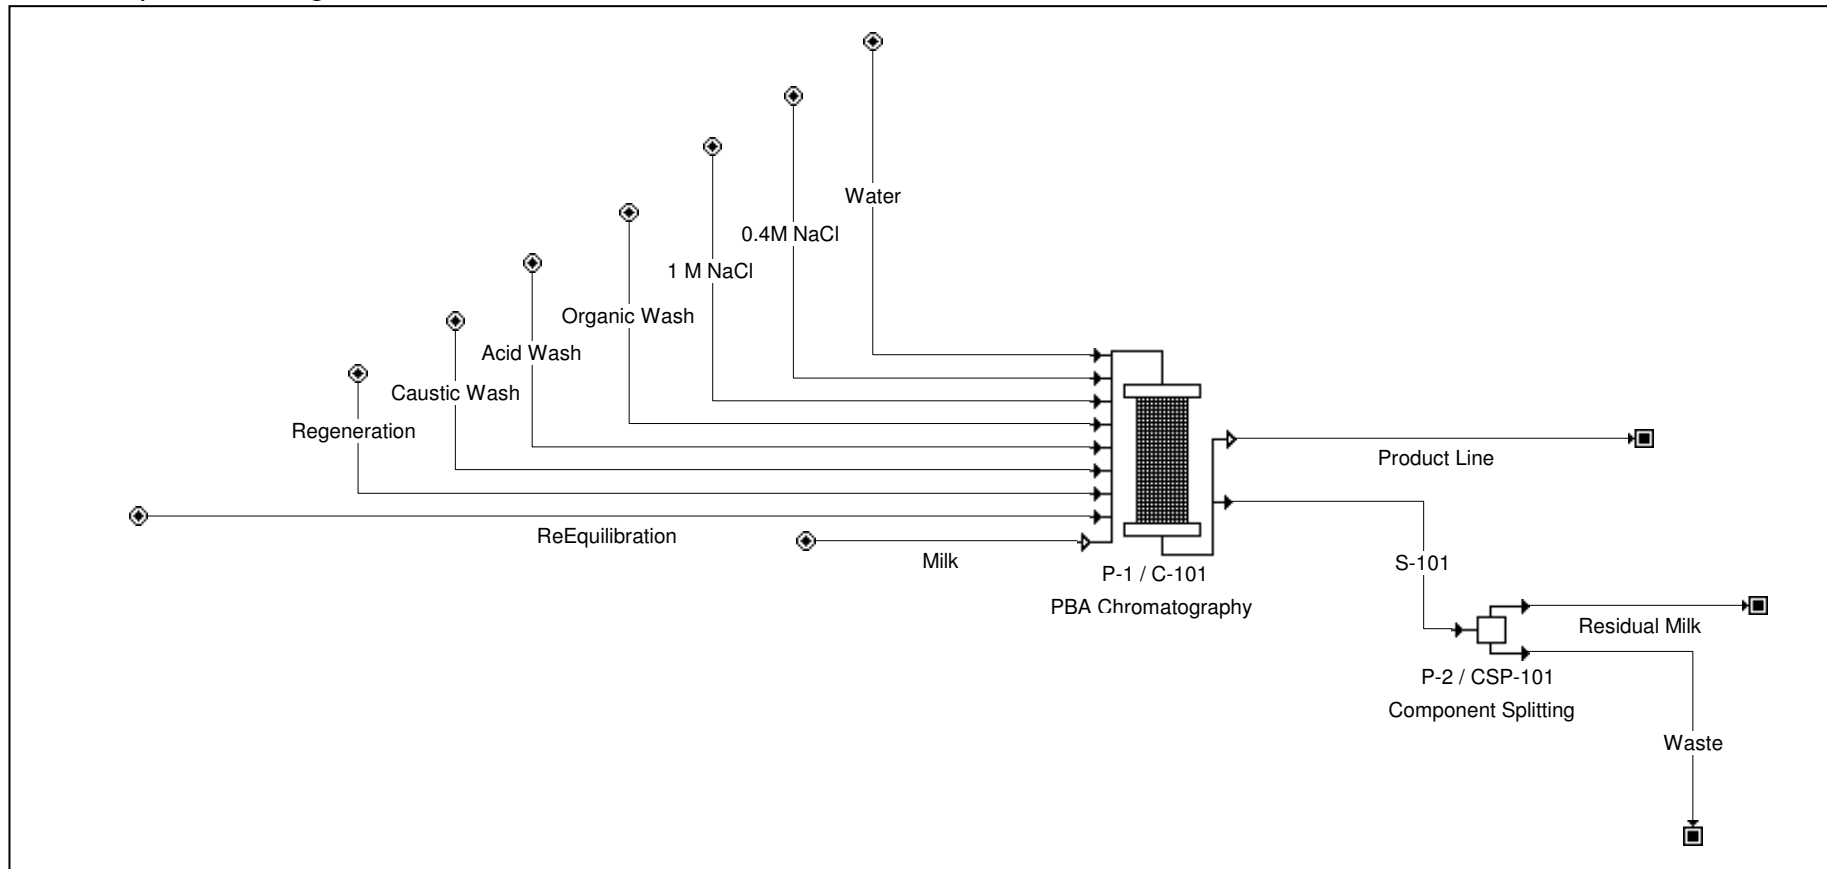 Water
0.4M NaCl
1 M NaCl
Organic Wash
Acid Wash
Caustic Wash
Regeneration
ReEquilibration
Milk
P-1 / C-101
PBA Chromatography
Product Line
S-101
Residual Milk
P-2 / CSP-101
Component Splitting
Waste